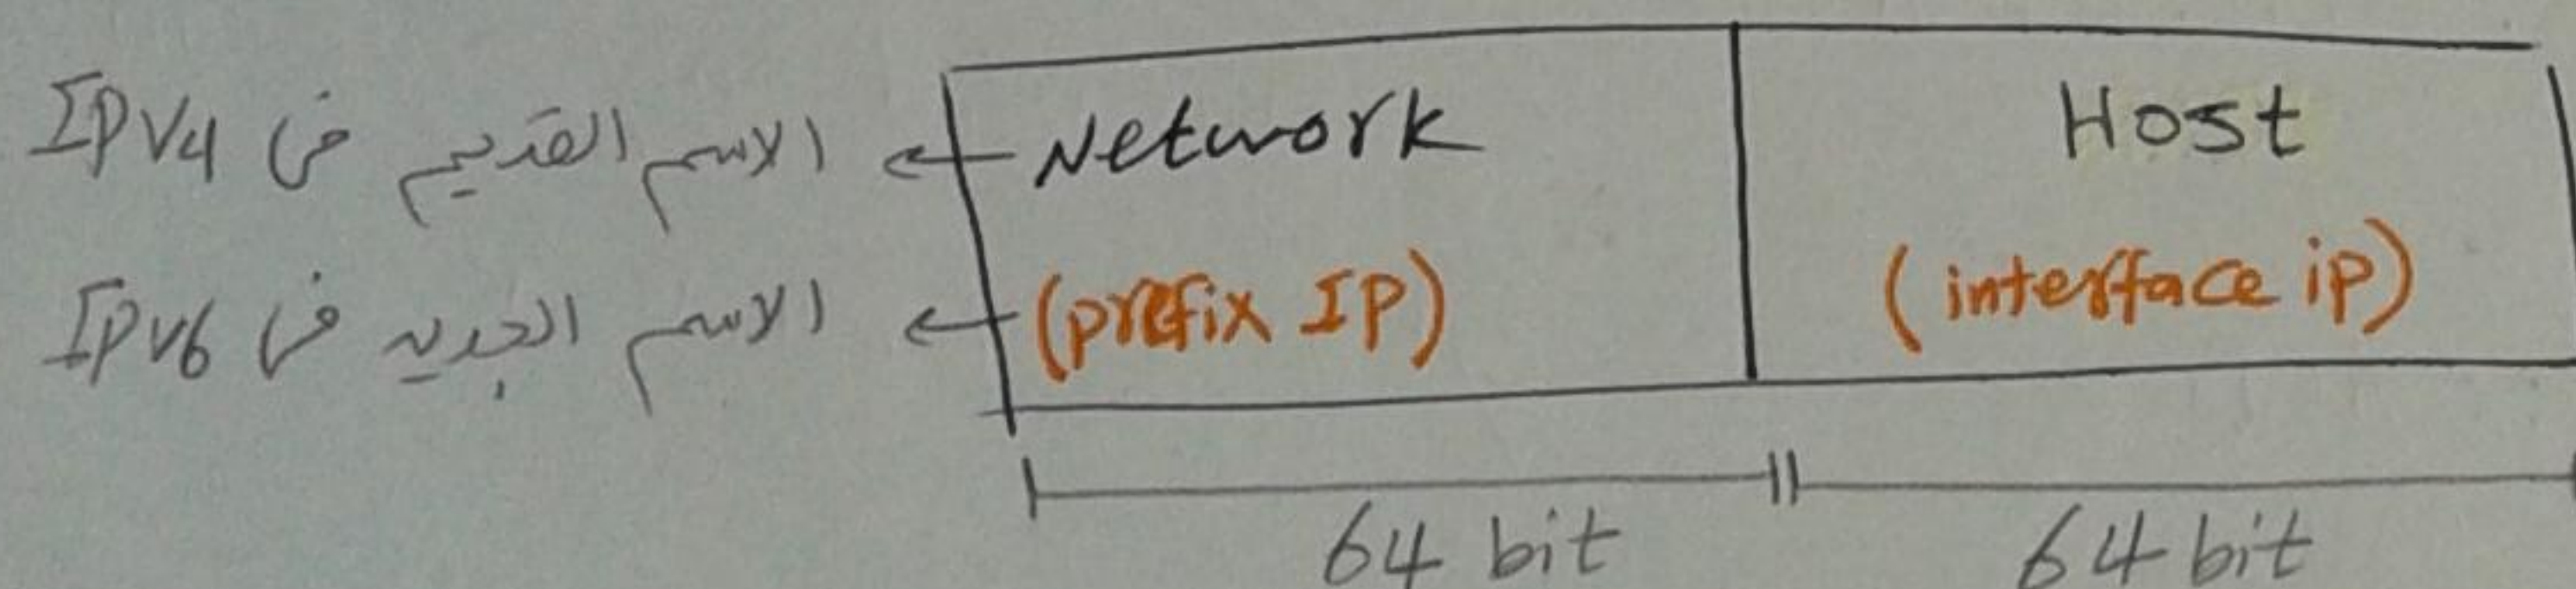 الاسم القديم في IPV4 ← Network Host
الاسم الجديد في IPV6 ← (prefix IP) (interface ip)
64 bit 64 bit